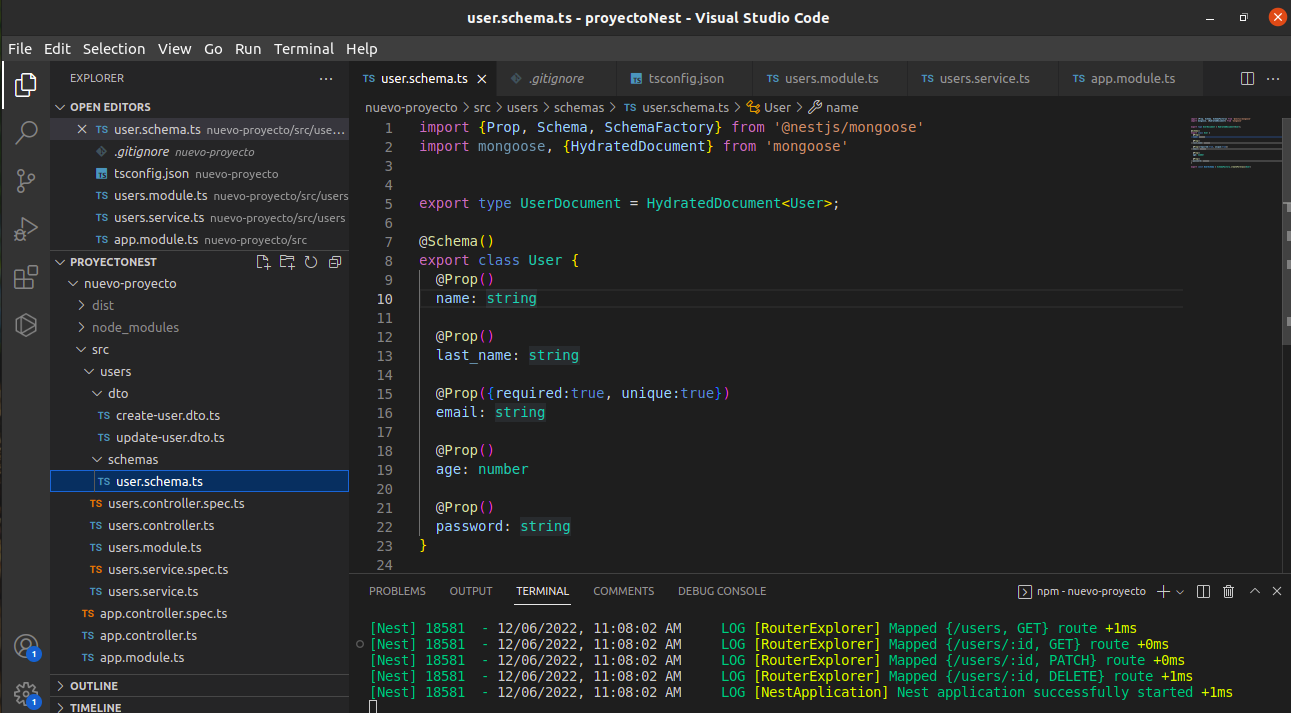 user.schema.ts - proyectoNest - Visual Studio Code
File Edit Selection View Go Run Terminal Help
EXPLORER
OPEN EDITORS
TS user.schema.ts nuevo-proyecto/src/use...
.gitignore nuevo-proyecto
TS tsconfig.json nuevo-proyecto
TS users.module.ts nuevo-proyecto/src/users
TS users.service.ts nuevo-proyecto/src/users
TS app.module.ts nuevo-proyecto/src
PROYECTONEST
nuevo-proyecto
dist
node_modules
src
users
dto
TS create-user.dto.ts
TS update-user.dto.ts
schemas
TS user.schema.ts
TS users.controller.spec.ts
TS users.controller.ts
TS users.module.ts
TS users.service.spec.ts
TS users.service.ts
TS app.controller.spec.ts
TS app.controller.ts
TS app.module.ts
OUTLINE
TIMELINE
1
1
TS user.schema.ts .gitignore TS tsconfig.json TS users.module.ts TS users.service.ts TS app.module.ts
nuevo-proyecto > src > users > schemas > TS user.schema.ts > User > name
1 import {Prop, Schema, SchemaFactory} from '@nestjs/mongoose'
2 import mongoose, {HydratedDocument} from 'mongoose'
3
4
5 export type UserDocument = HydratedDocument<User>;
6
7 @Schema()
8 export class User {
9 @Prop()
10 name: string
11
12 @Prop()
13 last_name: string
14
15 @Prop({required:true, unique:true})
16 email: string
17
18 @Prop()
19 age: number
20
21 @Prop()
22 password: string
23 }
24
PROBLEMS OUTPUT TERMINAL COMMENTS DEBUG CONSOLE npm - nuevo-proyecto
[Nest] 18581 - 12/06/2022, 11:08:02 AM LOG [RouterExplorer] Mapped {/users, GET} route +1ms
[Nest] 18581 - 12/06/2022, 11:08:02 AM LOG [RouterExplorer] Mapped {/users/:id, GET} route +0ms
[Nest] 18581 - 12/06/2022, 11:08:02 AM LOG [RouterExplorer] Mapped {/users/:id, PATCH} route +0ms
[Nest] 18581 - 12/06/2022, 11:08:02 AM LOG [RouterExplorer] Mapped {/users/:id, DELETE} route +1ms
[Nest] 18581 - 12/06/2022, 11:08:02 AM LOG [NestApplication] Nest application successfully started +1ms